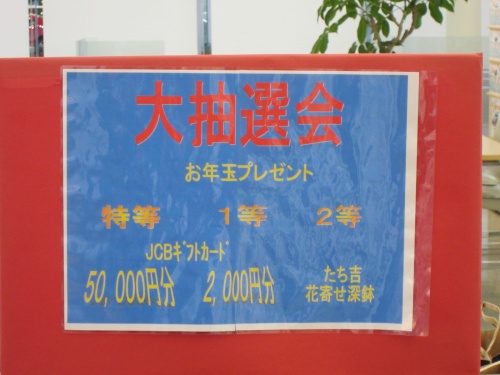 大抽選会
お年玉プレゼント
特等 1等 2等
JCBｷﾞﾌﾄｶｰﾄﾞ
50,000円分 2,000円分
たち吉
花寄せ深鉢